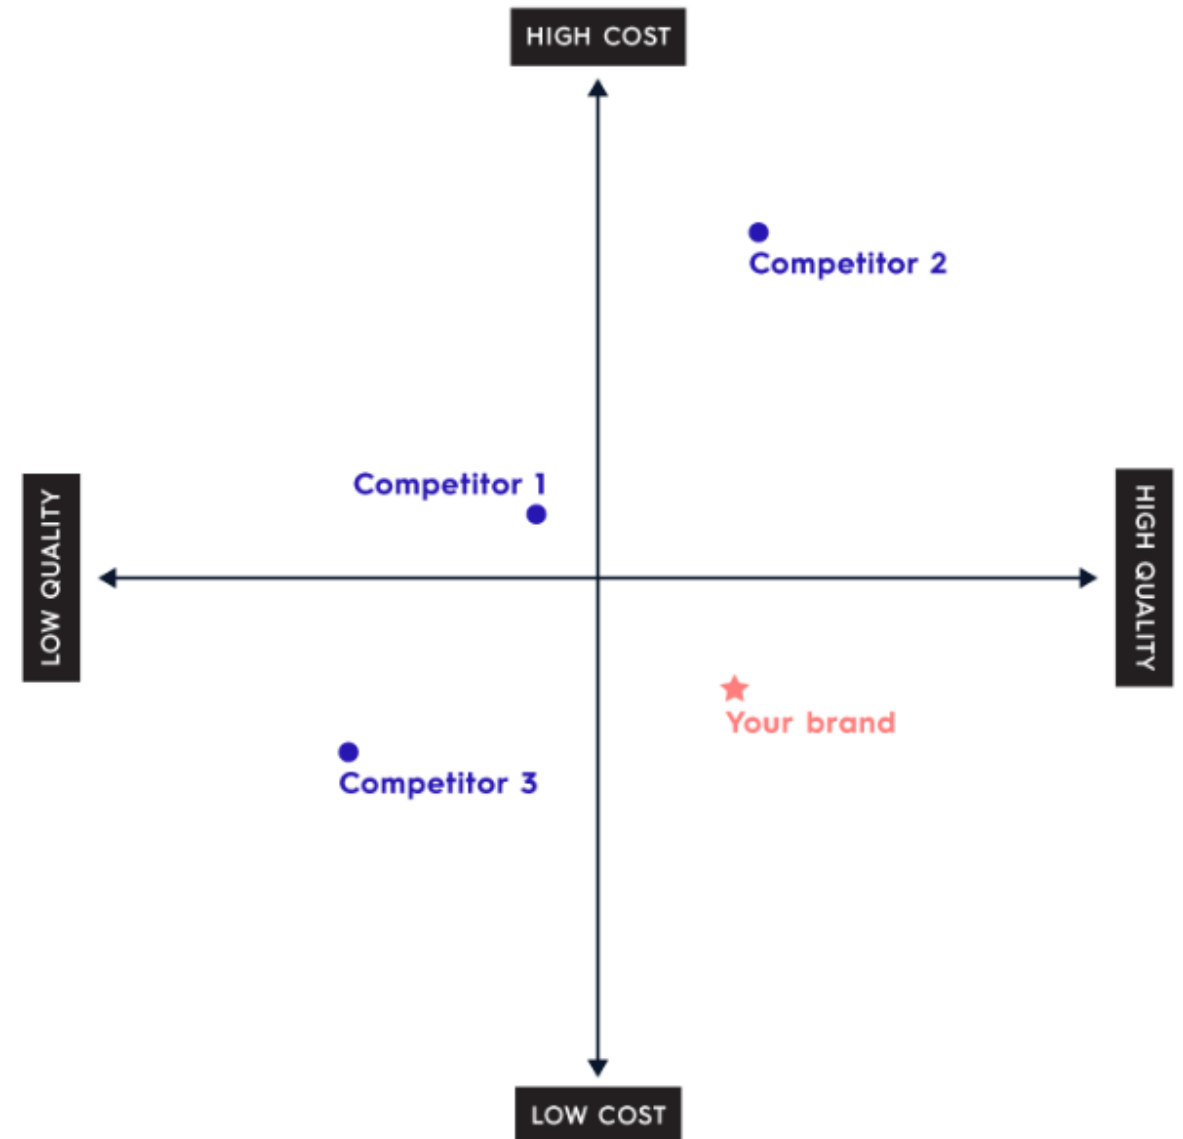 HIGH COST
Competitor 2
Competitor 1
LOW QUALITY
HIGH QUALITY
Your brand
Competitor 3
LOW COST